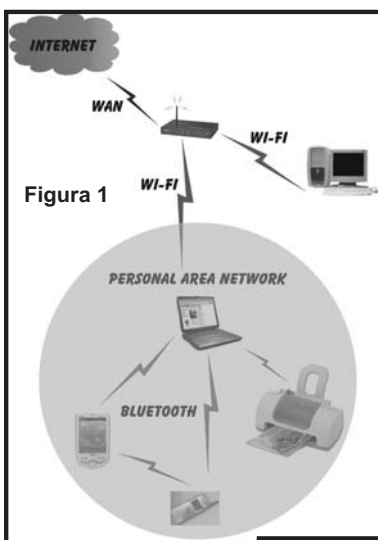 INTERNET
WAN
WI-FI
Figura 1
WI-FI
PERSONAL AREA NETWORK
BLUETOOTH